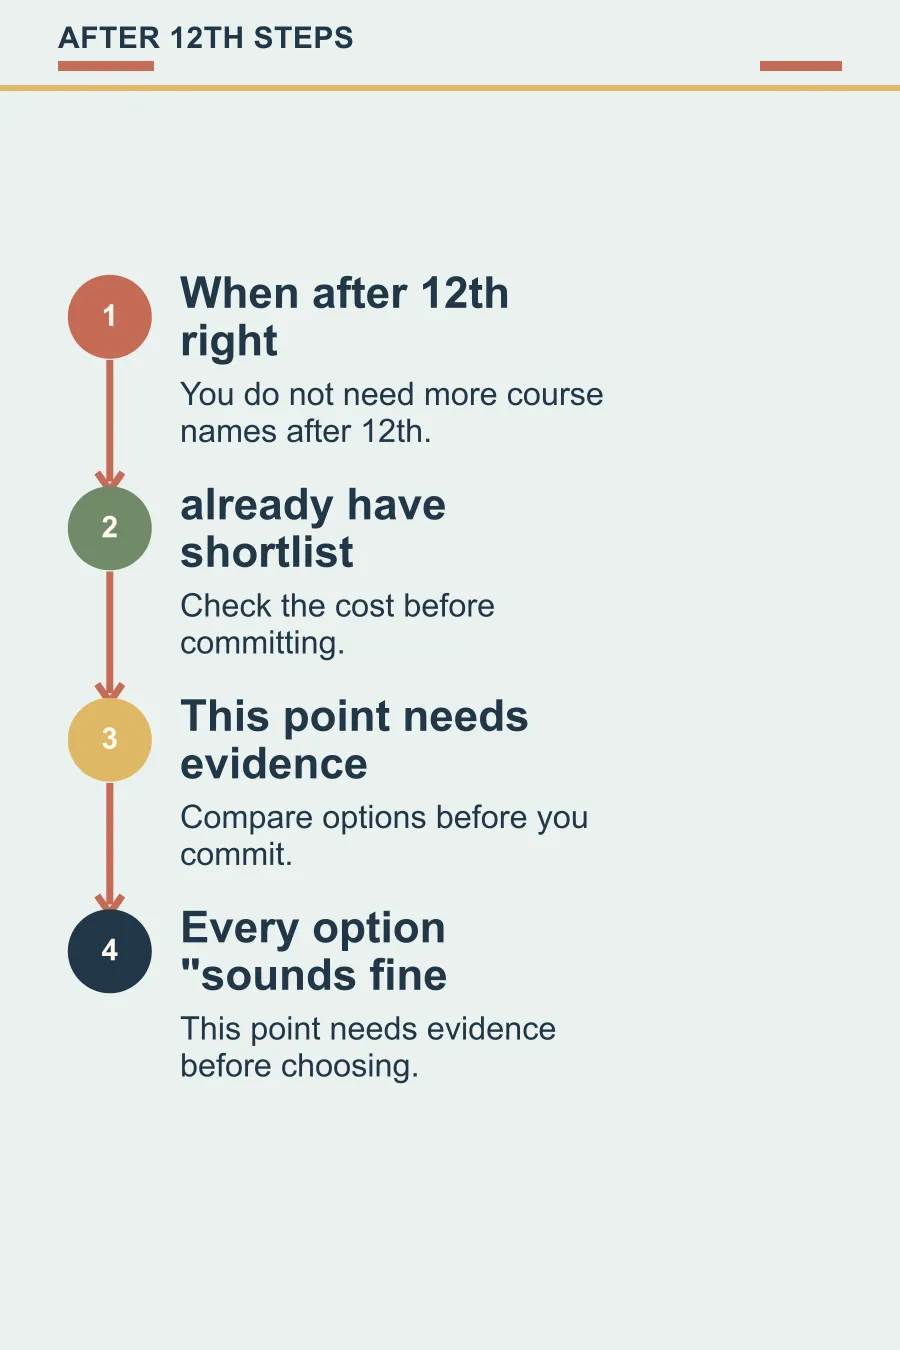 AFTER 12TH STEPS
1
When after 12th
right
You do not need more course
names after 12th.
2
already have
shortlist
Check the cost before
committing.
3
This point needs
evidence
Compare options before you
commit.
4
Every option
"sounds fine
This point needs evidence
before choosing.